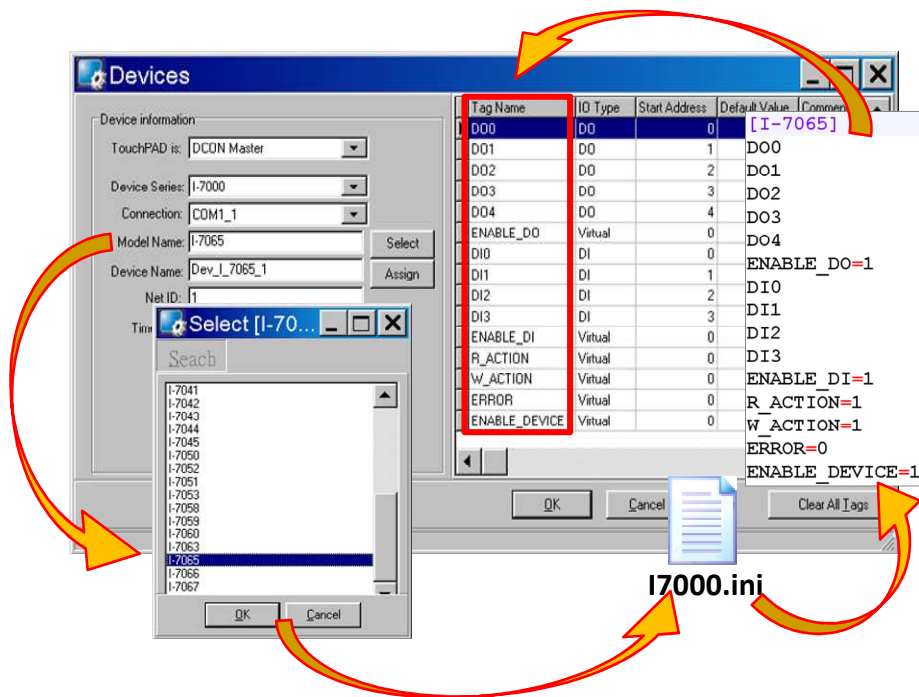 Devices
Device information
TouchPAD is: DCON Master
Device Series: I-7000
Connection: COM1_1
Model Name: I-7065 Select
Device Name: Dev_I_7065_1 Assign
Net ID: 1
Tag Name IO Type Start Address Default Value
DO0 DO 0
DO1 DO 1
DO2 DO 2
DO3 DO 3
DO4 DO 4
ENABLE_DO Virtual 0
DI0 DI 0
DI1 DI 1
DI2 DI 2
DI3 DI 3
ENABLE_DI Virtual 0
R_ACTION Virtual 0
W_ACTION Virtual 0
ERROR Virtual 0
ENABLE_DEVICE Virtual 0
[I-7065]
DO0
DO1
DO2
DO3
DO4
ENABLE_DO=1
DI0
DI1
DI2
DI3
ENABLE_DI=1
R_ACTION=1
W_ACTION=1
ERROR=0
ENABLE_DEVICE=1
OK Cancel Clear All Tags
Select [I-70...
Seach
I-7041
I-7042
I-7043
I-7044
I-7045
I-7050
I-7052
I-7051
I-7053
I-7058
I-7059
I-7060
I-7063
I-7065
I-7066
I-7067
OK Cancel
I7000.ini